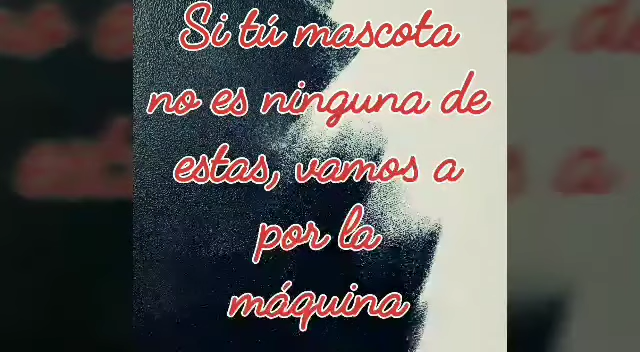 Si tú mascota
no es ninguna de
estas, vamos a
por la
máquina